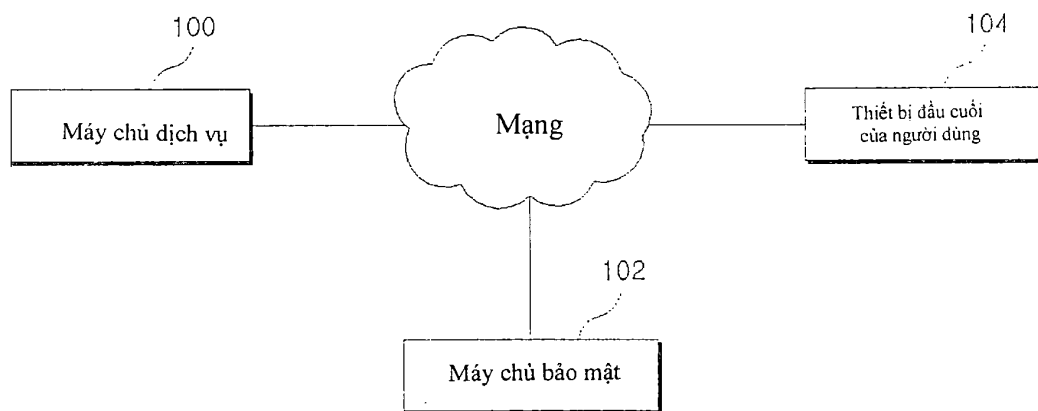 100
104
Máy chủ dịch vụ
Mạng
Thiết bị đầu cuối
của người dùng
102
Máy chủ bảo mật